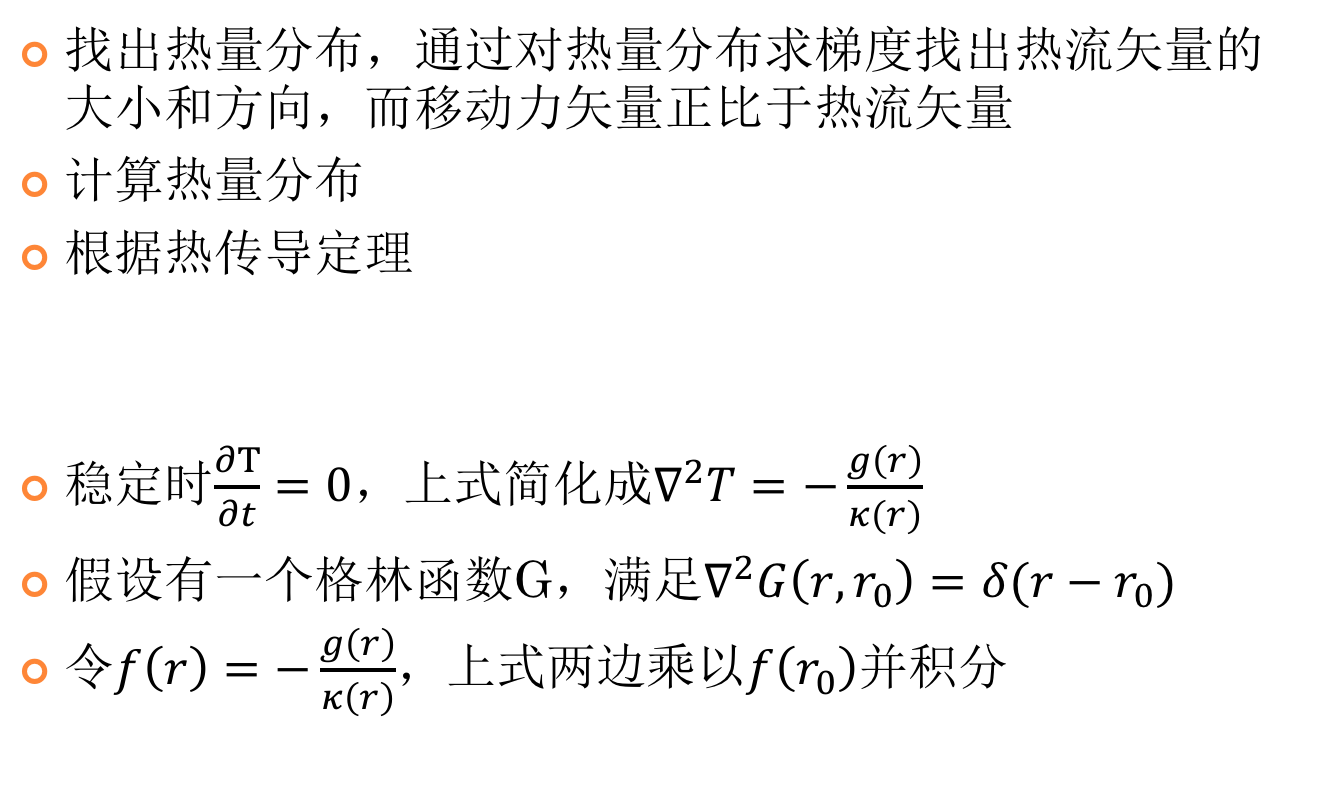 找出热量分布，通过对热量分布求梯度找出热流矢量的
大小和方向，而移动力矢量正比于热流矢量
计算热量分布
根据热传导定理
稳定时∂T/∂t = 0，上式简化成∇²T = −g(r)/κ(r)
假设有一个格林函数G，满足∇²G(r, r₀) = δ(r − r₀)
令f(r) = −g(r)/κ(r)，上式两边乘以f(r₀)并积分